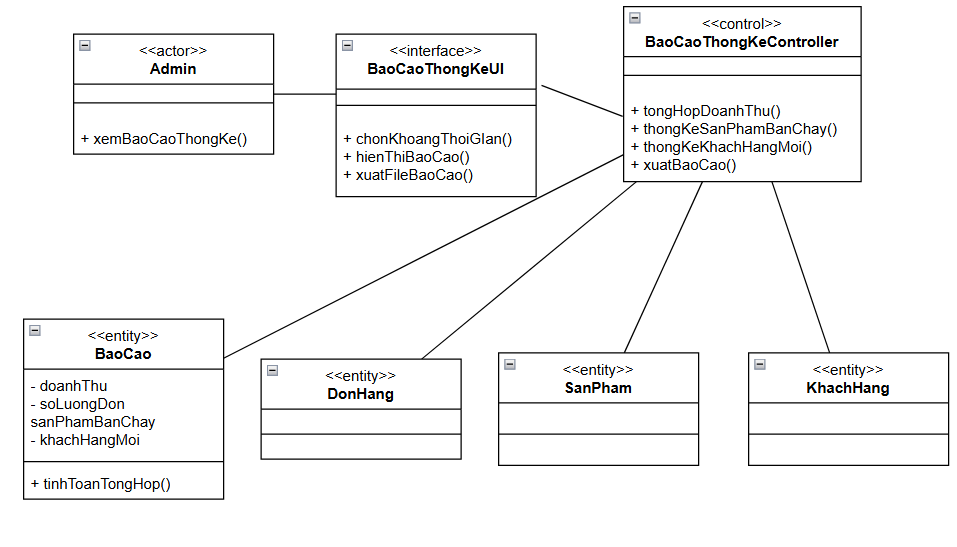 <<actor>>
Admin
+ xemBaoCaoThongKe()
<<interface>>
BaoCaoThongKeUI
+ chonKhoangThoiGIan()
+ hienThiBaoCao()
+ xuatFileBaoCao()
<<control>>
BaoCaoThongKeController
+ tongHopDoanhThu()
+ thongKeSanPhamBanChay()
+ thongKeKhachHangMoi()
+ xuatBaoCao()
<<entity>>
BaoCao
- doanhThu
- soLuongDon
sanPhamBanChay
- khachHangMoi
+ tinhToanTongHop()
<<entity>>
DonHang
<<entity>>
SanPham
<<entity>>
KhachHang